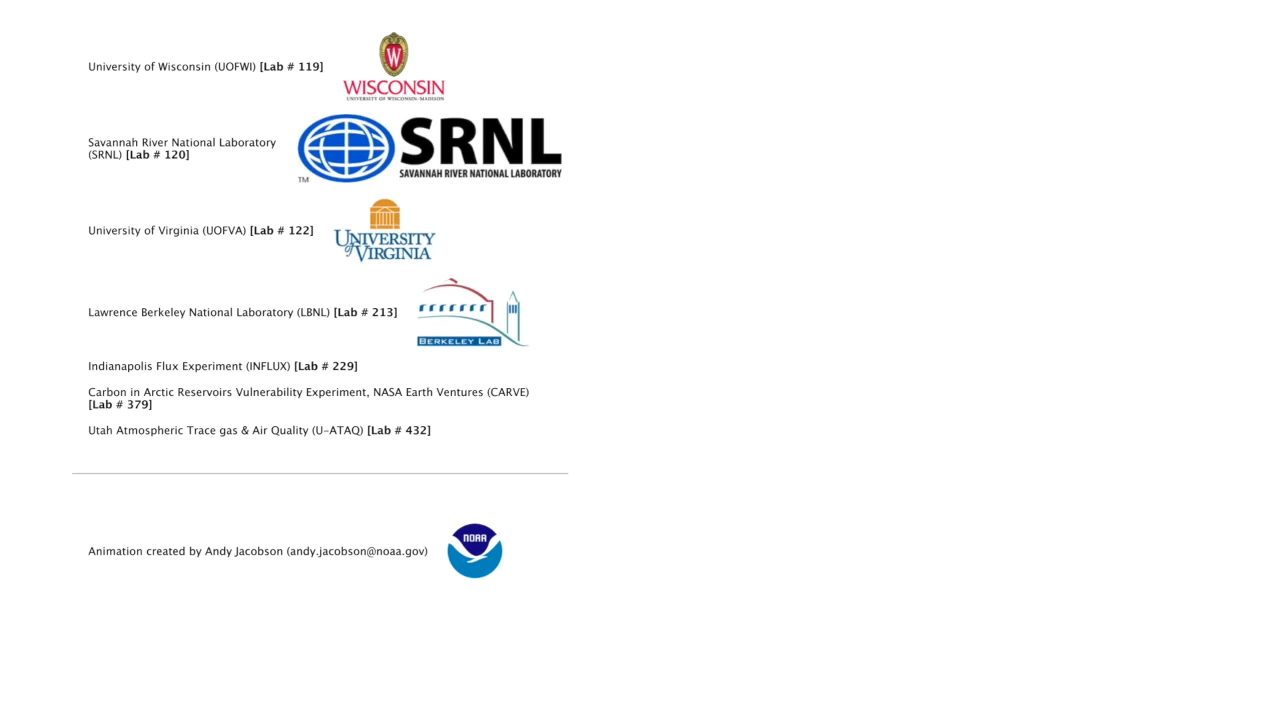 University of Wisconsin (UOFWI) [Lab # 119]
W
WISCONSIN
UNIVERSITY OF WISCONSIN–MADISON
Savannah River National Laboratory
(SRNL) [Lab # 120]
SRNL
SAVANNAH RIVER NATIONAL LABORATORY
TM
University of Virginia (UOFVA) [Lab # 122]
UNIVERSITY
of VIRGINIA
Lawrence Berkeley National Laboratory (LBNL) [Lab # 213]
BERKELEY LAB
Indianapolis Flux Experiment (INFLUX) [Lab # 229]
Carbon in Arctic Reservoirs Vulnerability Experiment, NASA Earth Ventures (CARVE)
[Lab # 379]
Utah Atmospheric Trace gas & Air Quality (U-ATAQ) [Lab # 432]
Animation created by Andy Jacobson (andy.jacobson@noaa.gov)
NOAA